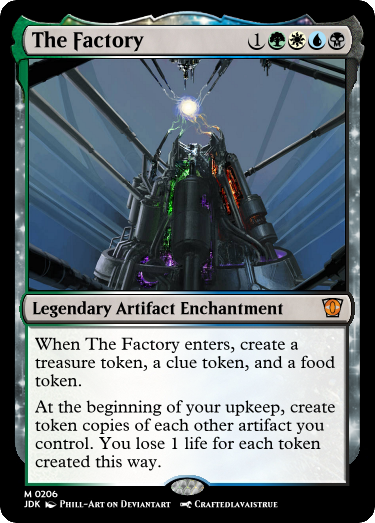 The Factory 1
Legendary Artifact Enchantment
When The Factory enters, create a
treasure token, a clue token, and a food
token.
At the beginning of your upkeep, create
token copies of each other artifact you
control. You lose 1 life for each token
created this way.
M 0206
JDK Phill-Art on Deviantart Craftedlavaistrue